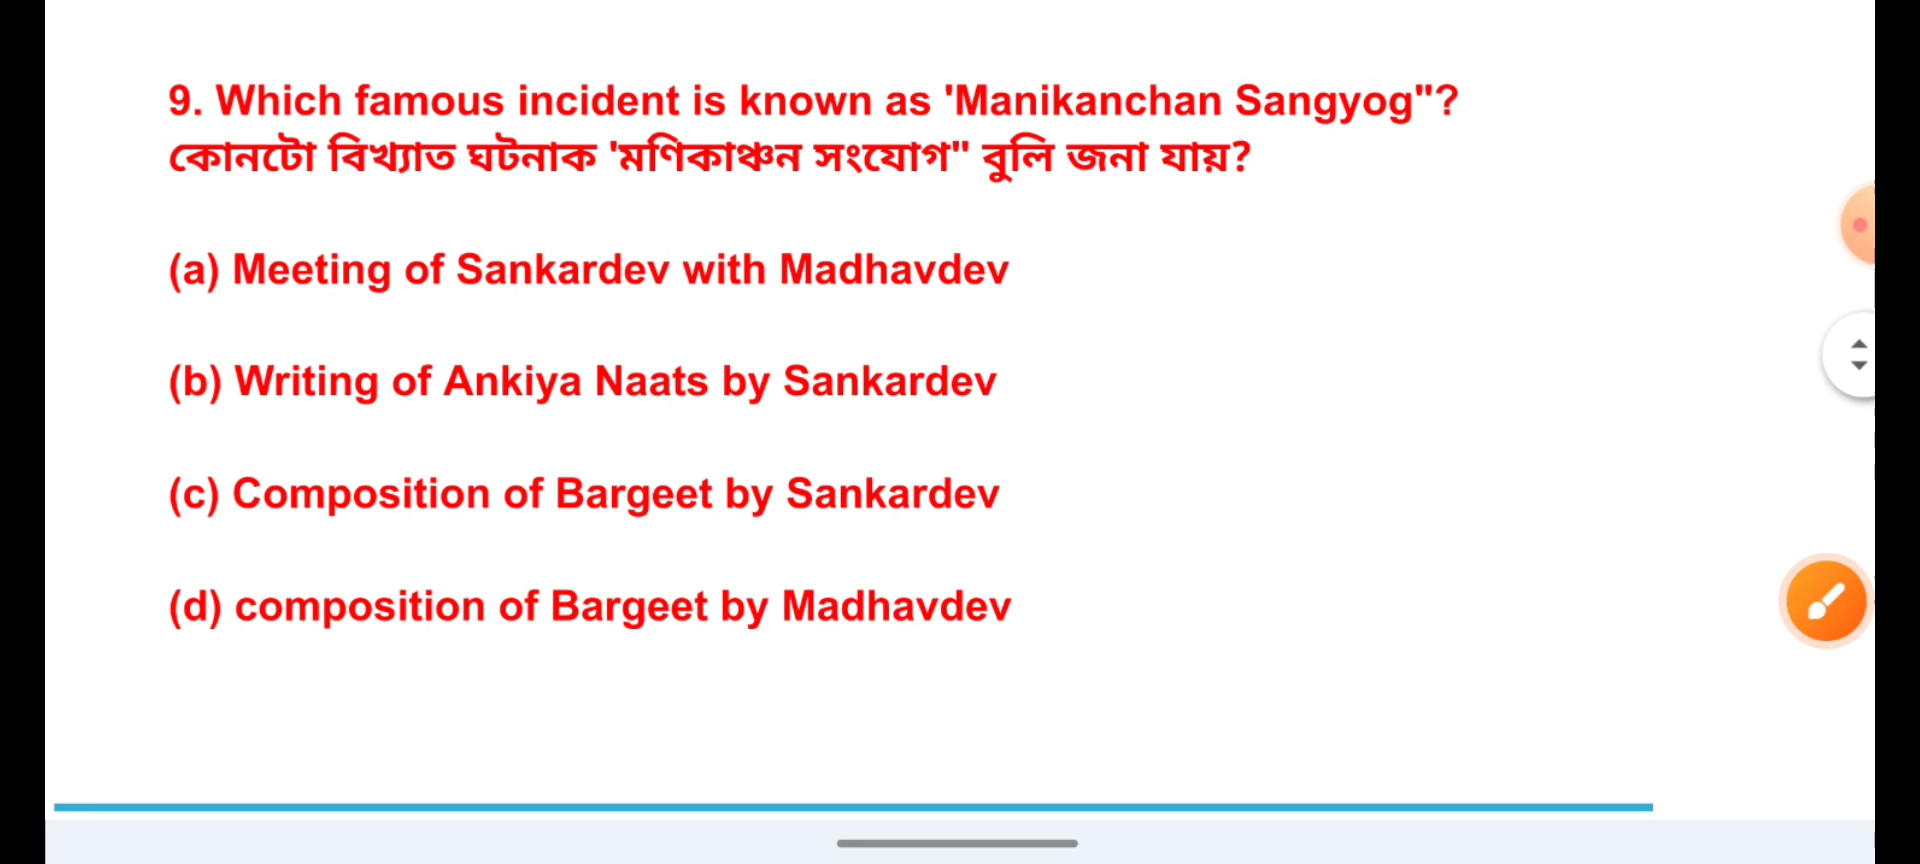 9. Which famous incident is known as 'Manikanchan Sangyog"?
কোনটো বিখ্যাত ঘটনাক 'মণিকাঞ্চন সংযোগ" বুলি জনা যায়?
(a) Meeting of Sankardev with Madhavdev
(b) Writing of Ankiya Naats by Sankardev
(c) Composition of Bargeet by Sankardev
(d) composition of Bargeet by Madhavdev